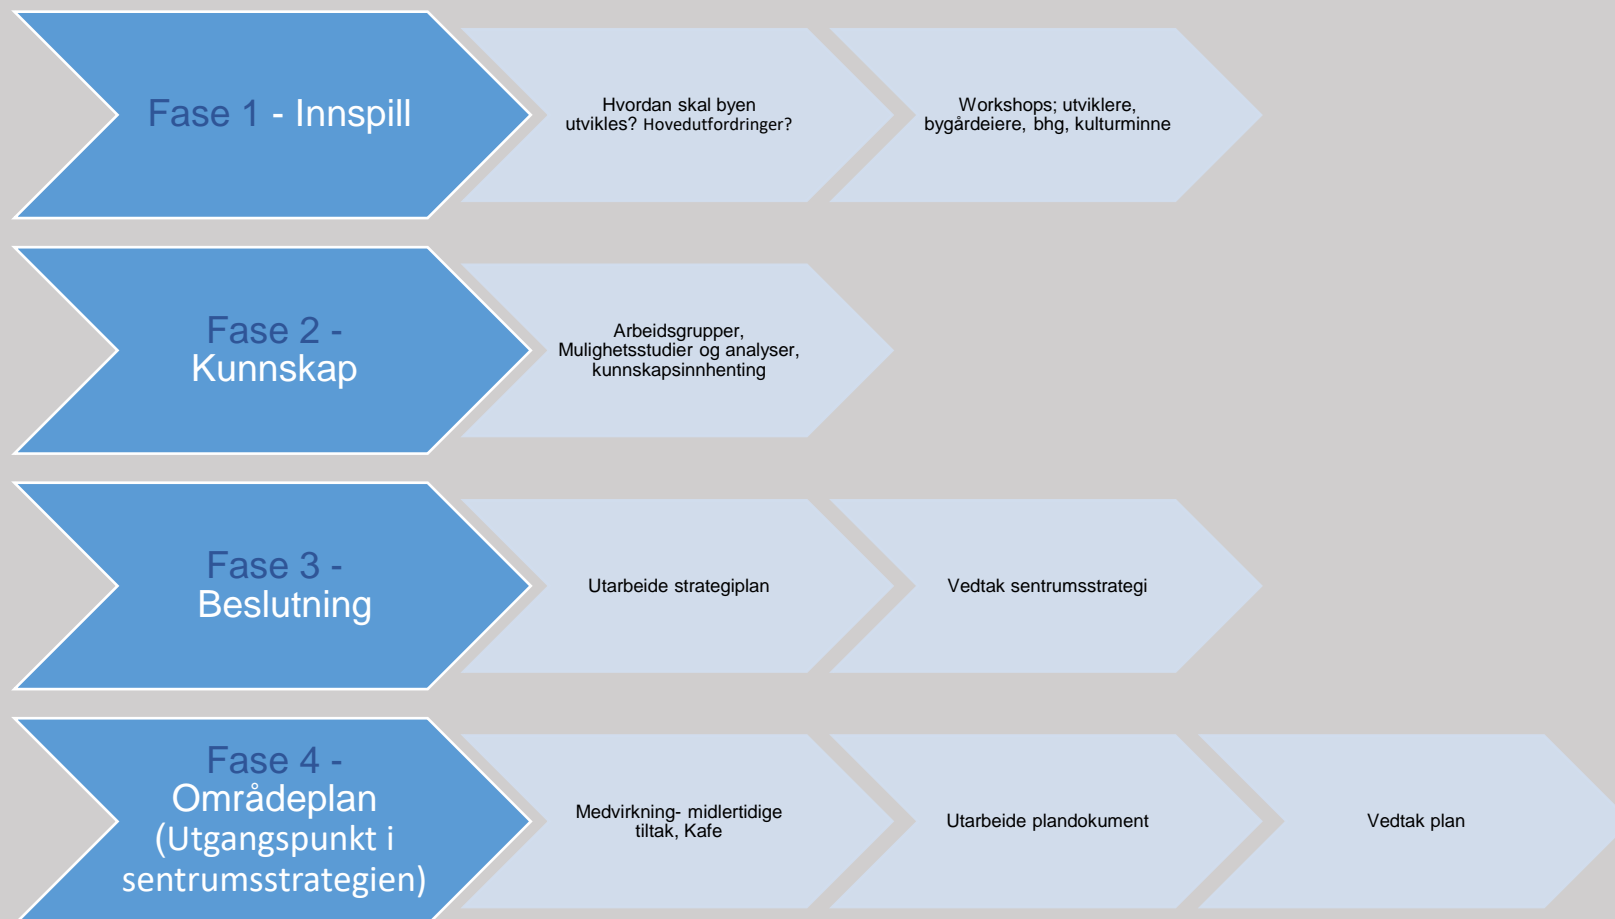 Fase 1 - Innspill
Hvordan skal byen
utvikles? Hovedutfordringer?
Workshops; utviklere,
bygårdeiere, bhg, kulturminne
Fase 2 -
Kunnskap
Arbeidsgrupper,
Mulighetsstudier og analyser,
kunnskapsinnhenting
Fase 3 -
Beslutning
Utarbeide strategiplan
Vedtak sentrumsstrategi
Fase 4 -
Områdeplan
(Utgangspunkt i
sentrumsstrategien)
Medvirkning- midlertidige
tiltak, Kafe
Utarbeide plandokument
Vedtak plan